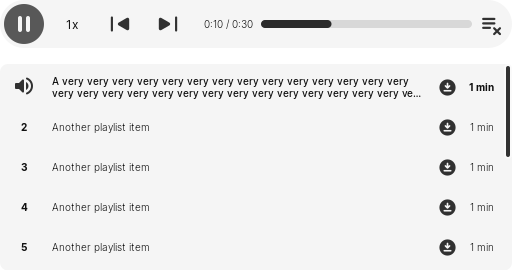 1x
0:10 / 0:30
A very very very very very very very very very very very very very very
very very very very very very very very very very very very very very ve...
1 min
2 Another playlist item 1 min
3 Another playlist item 1 min
4 Another playlist item 1 min
5 Another playlist item 1 min